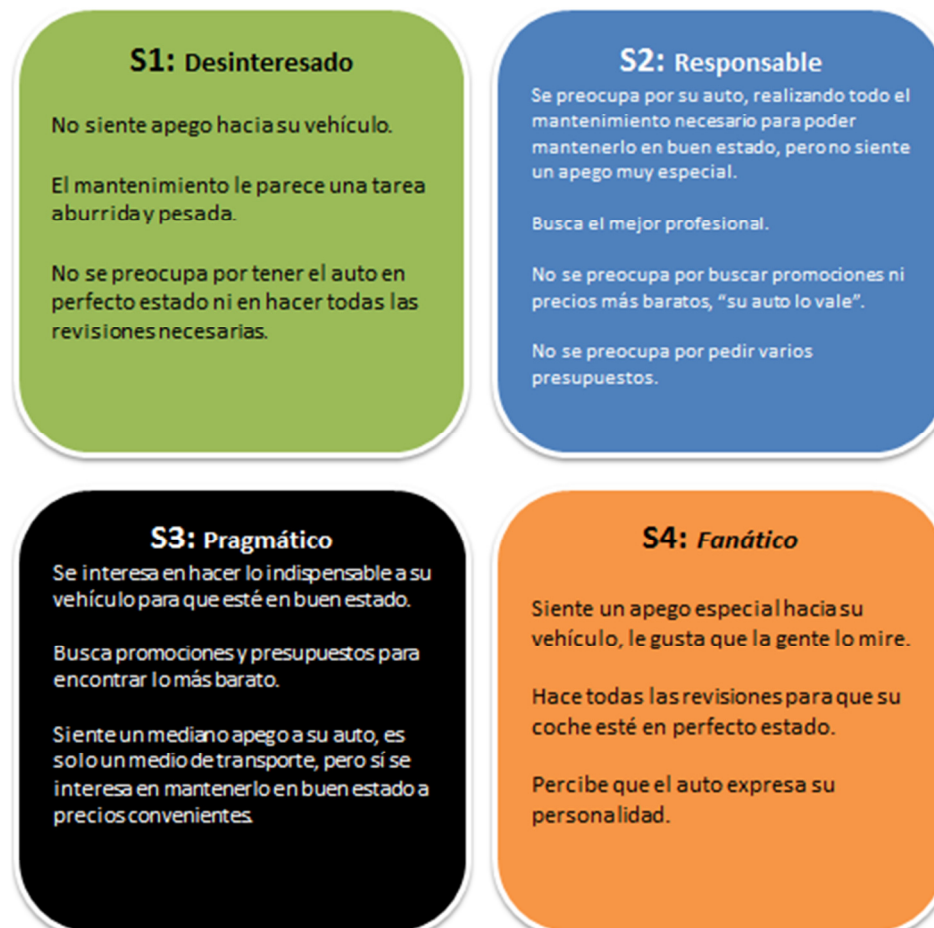 S1: Desinteresado
No siente apego hacia su vehículo.
El mantenimiento le parece una tarea
aburrida y pesada.
No se preocupa por tener el auto en
perfecto estado ni en hacer todas las
revisiones necesarias.
S2: Responsable
Se preocupa por su auto, realizando todo el
mantenimiento necesario para poder
mantenerlo en buen estado, pero no siente
un apego muy especial.
Busca el mejor profesional.
No se preocupa por buscar promociones ni
precios más baratos, “su auto lo vale”.
No se preocupa por pedir varios
presupuestos.
S3: Pragmático
Se interesa en hacer lo indispensable a su
vehículo para que esté en buen estado.
Busca promociones y presupuestos para
encontrar lo más barato.
Siente un mediano apego a su auto, es
solo un medio de transporte, pero sí se
interesa en mantenerlo en buen estado a
precios convenientes.
S4: Fanático
Siente un apego especial hacia su
vehículo, le gusta que la gente lo mire.
Hace todas las revisiones para que su
coche esté en perfecto estado.
Percibe que el auto expresa su
personalidad.